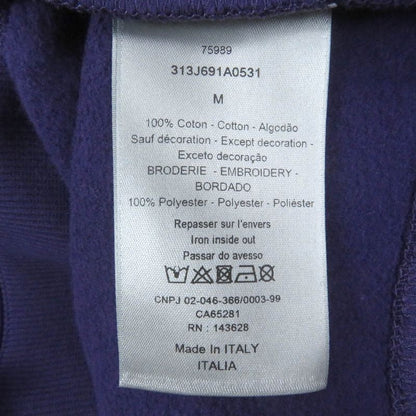 75989
313J691A0531
M
100% Coton - Cotton - Algodão
Sauf décoration - Except decoration -
Exceto decoração
BRODERIE - EMBROIDERY -
BORDADO
100% Polyester - Polyester - Poliéster
Repasser sur l'envers
Iron inside out
Passar do avesso
CNPJ 02-046-366/0003-99
CA65281
RN : 143628
Made In ITALY
ITALIA